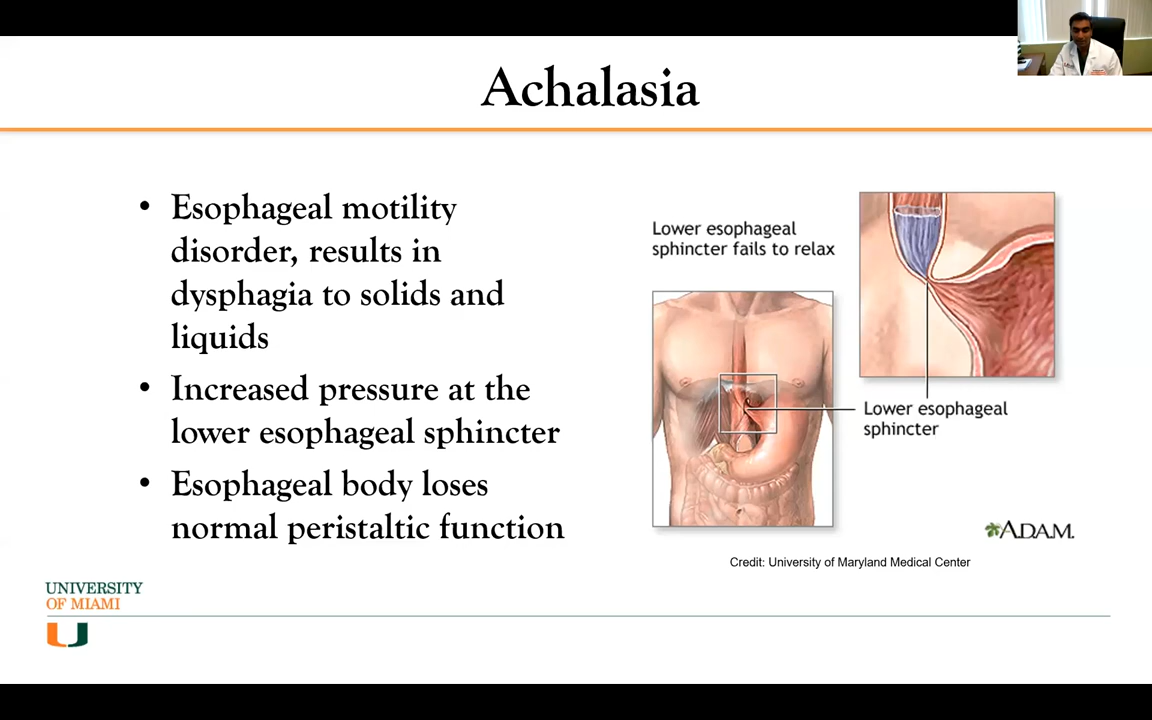 Achalasia
• Esophageal motility
disorder, results in
dysphagia to solids and
liquids
• Increased pressure at the
lower esophageal sphincter
• Esophageal body loses
normal peristaltic function
Lower esophageal
sphincter fails to relax
Lower esophageal
sphincter
ADAM.
Credit: University of Maryland Medical Center
UNIVERSITY
OF MIAMI